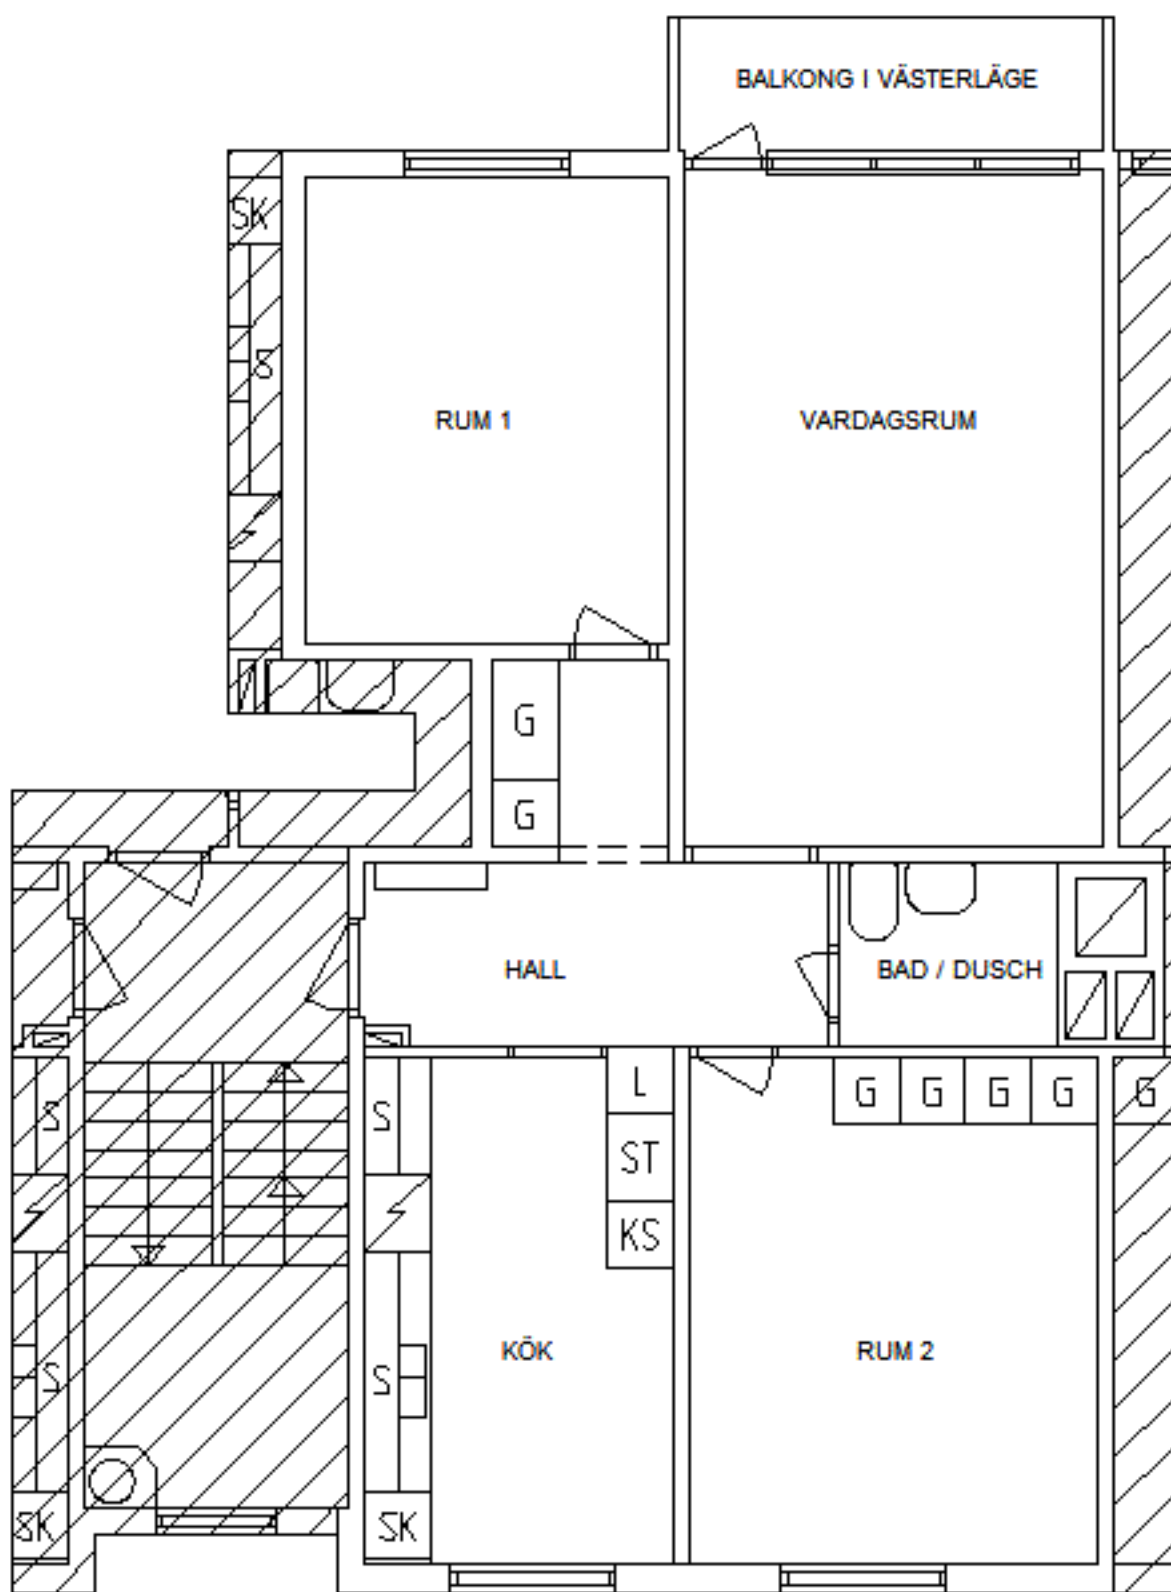 BALKONG I VÄSTERLÄGE
SK
S
RUM 1
VARDAGSRUM
G
G
HALL
BAD / DUSCH
S
S
L
G
G
G
G
G
ST
KS
S
S
KÖK
RUM 2
SK
SK